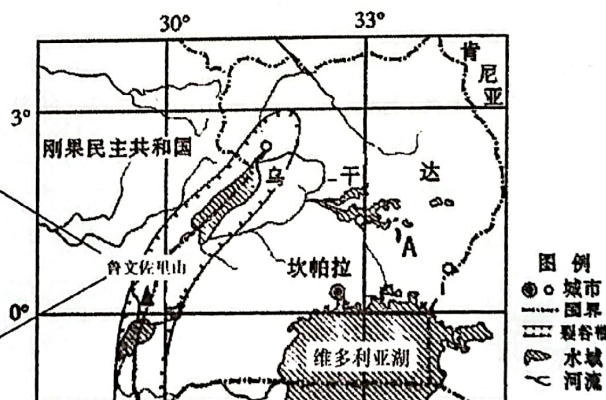 30°
33°
肯
尼
亚
3°
刚果民主共和国
乌
干
达
A
鲁文佐里山
坎帕拉
0°
维多利亚湖
图 例
城市
国界
裂谷带
水域
河流